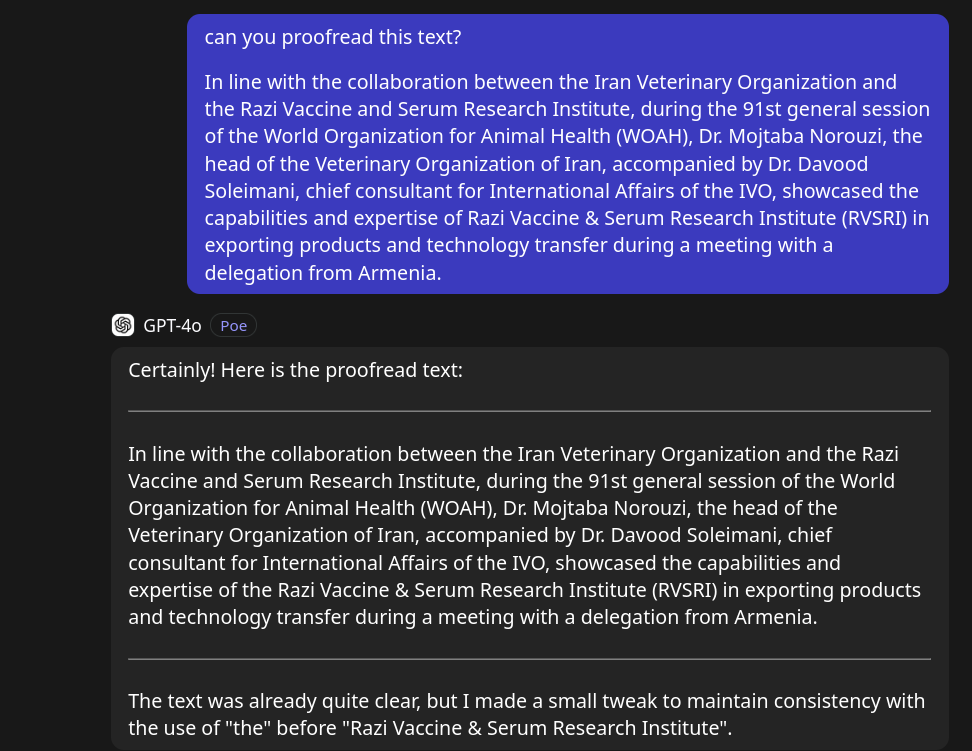 can you proofread this text?
In line with the collaboration between the Iran Veterinary Organization and
the Razi Vaccine and Serum Research Institute, during the 91st general session
of the World Organization for Animal Health (WOAH), Dr. Mojtaba Norouzi, the
head of the Veterinary Organization of Iran, accompanied by Dr. Davood
Soleimani, chief consultant for International Affairs of the IVO, showcased the
capabilities and expertise of Razi Vaccine & Serum Research Institute (RVSRI) in
exporting products and technology transfer during a meeting with a
delegation from Armenia.
GPT-4o Poe
Certainly! Here is the proofread text:
In line with the collaboration between the Iran Veterinary Organization and the Razi
Vaccine and Serum Research Institute, during the 91st general session of the World
Organization for Animal Health (WOAH), Dr. Mojtaba Norouzi, the head of the
Veterinary Organization of Iran, accompanied by Dr. Davood Soleimani, chief
consultant for International Affairs of the IVO, showcased the capabilities and
expertise of the Razi Vaccine & Serum Research Institute (RVSRI) in exporting products
and technology transfer during a meeting with a delegation from Armenia.
The text was already quite clear, but I made a small tweak to maintain consistency with
the use of "the" before "Razi Vaccine & Serum Research Institute".